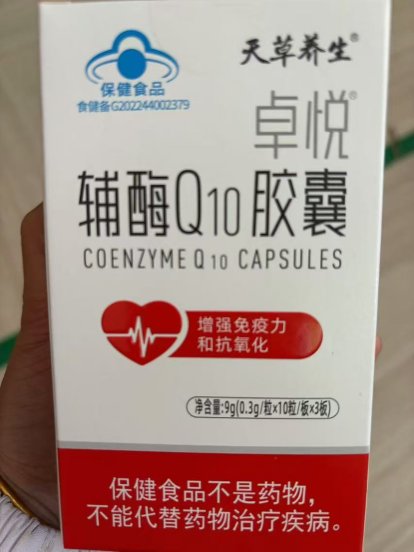 天草养生®
保健食品
食健备G202244002379
卓悦®
辅酶Q10胶囊
COENZYME Q10 CAPSULES
增强免疫力
和抗氧化
净含量:9g(0.3g/粒×10粒/板×3板)
保健食品不是药物,
不能代替药物治疗疾病。